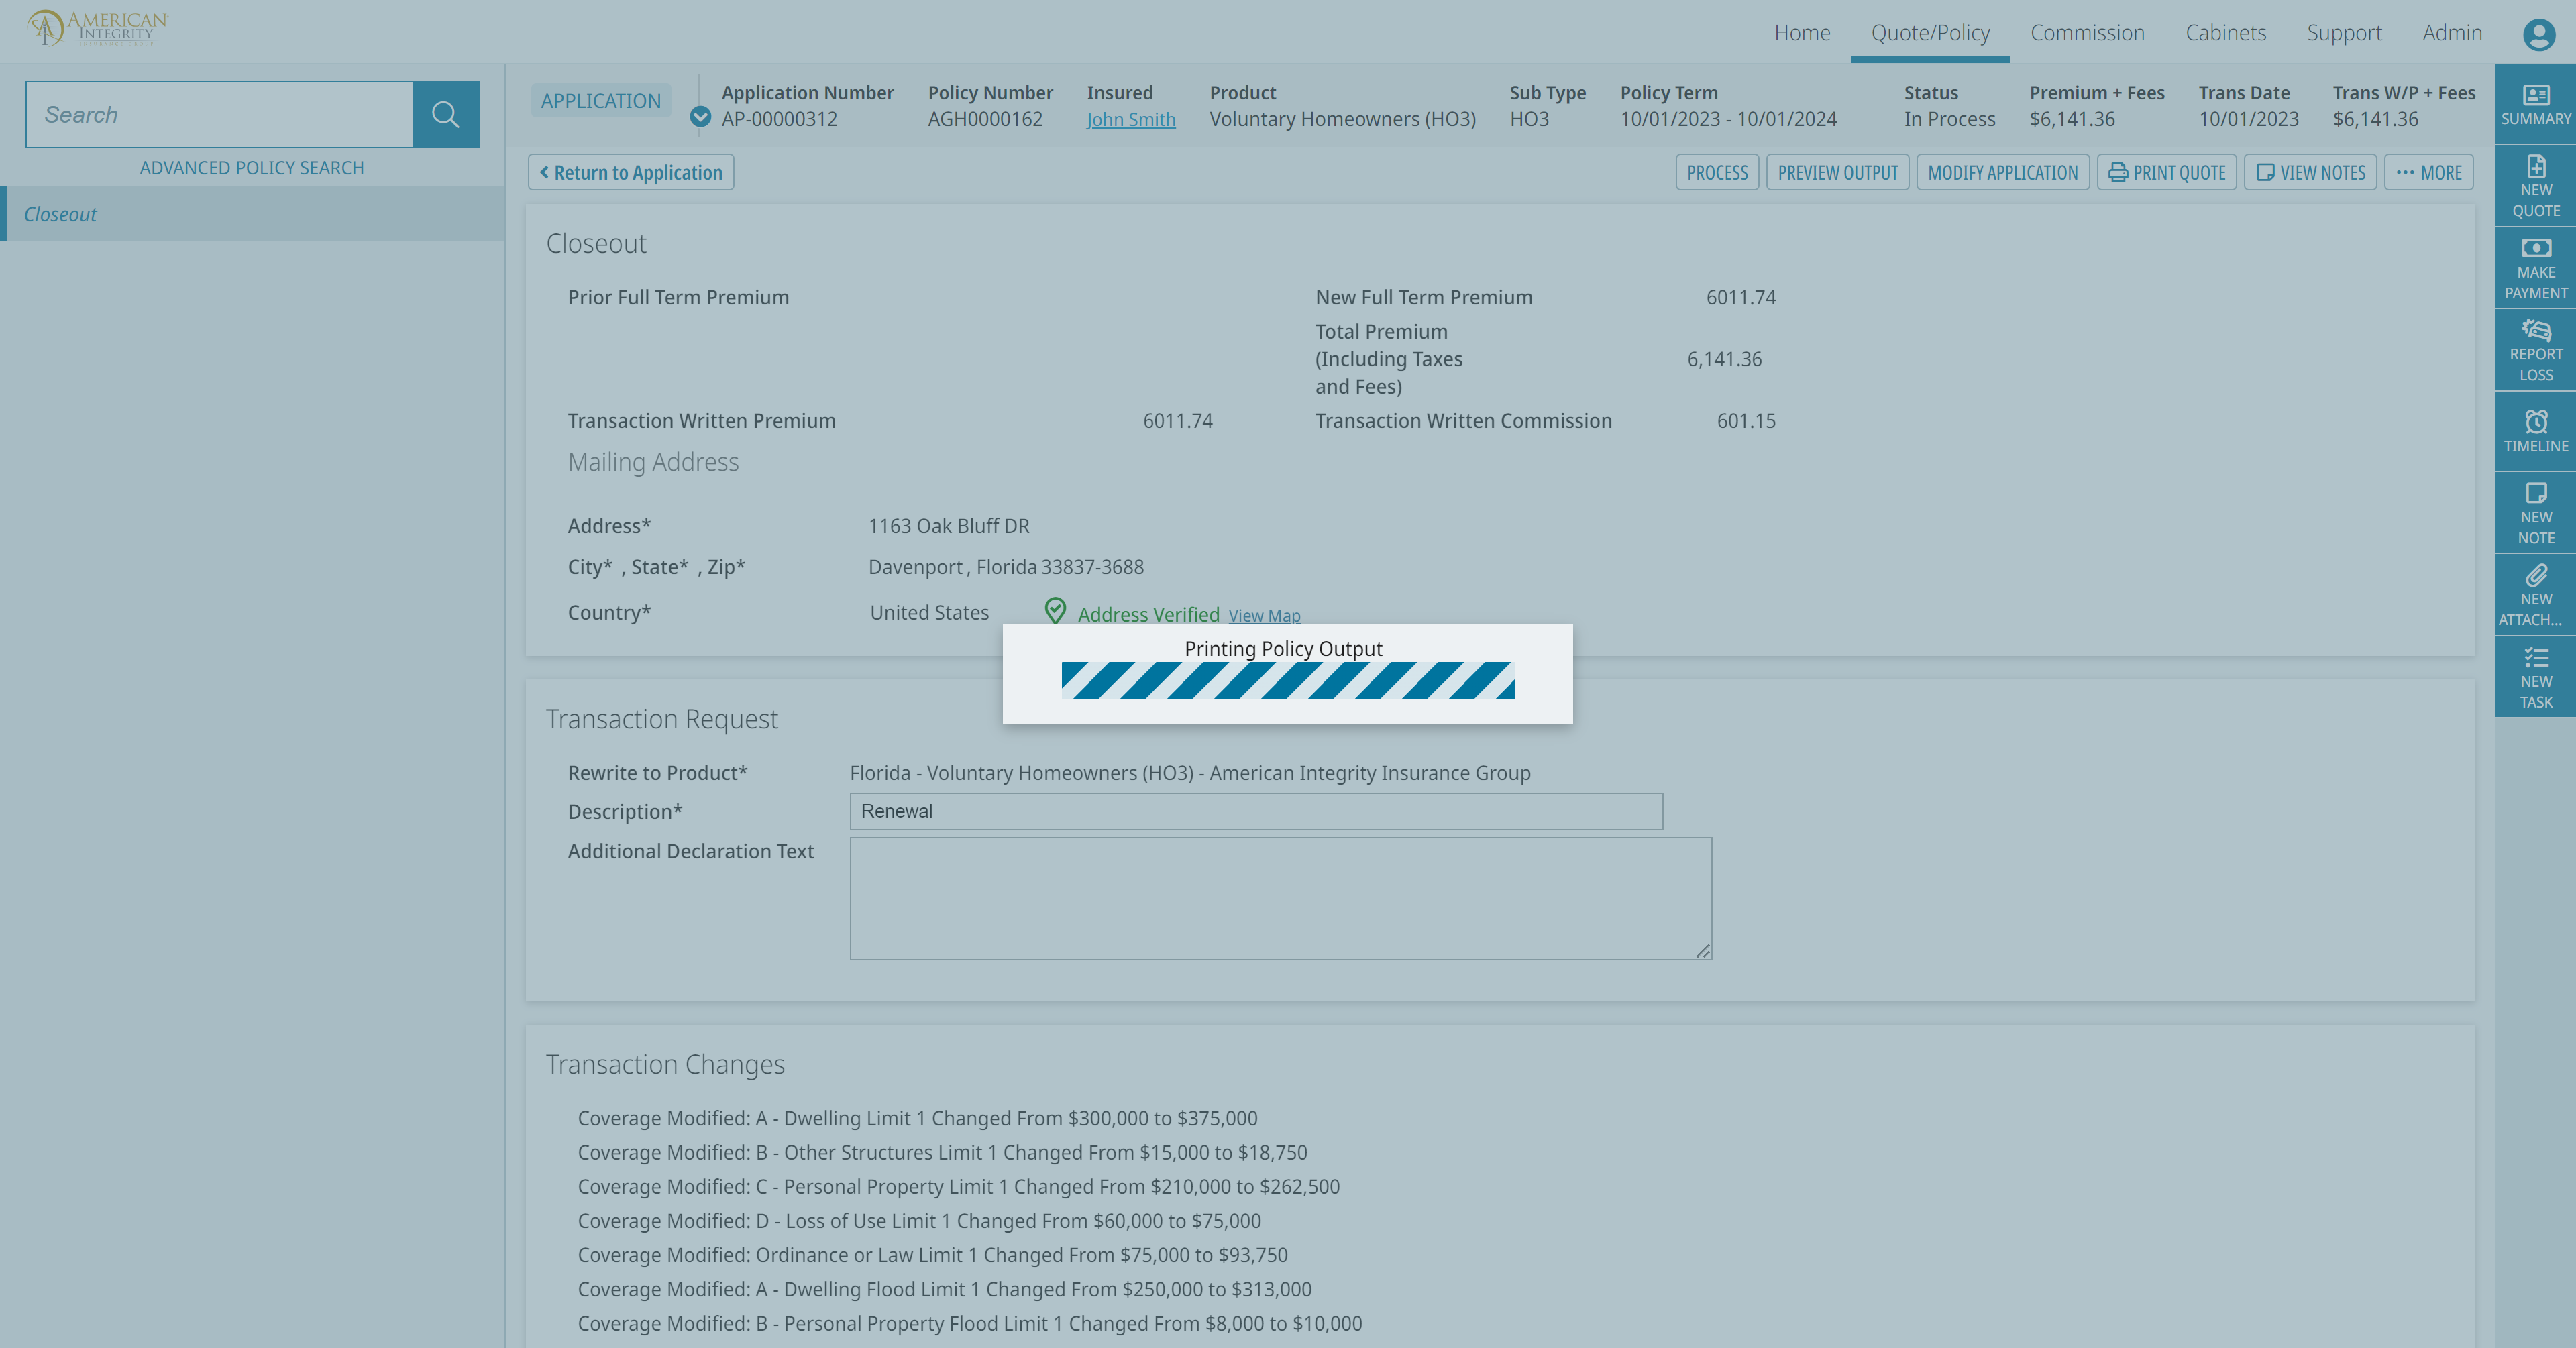 AMERICAN
INTEGRITY
Home
Quote/Policy
Commission
Cabinets
Support
Admin
Search
ADVANCED POLICY SEARCH
Closeout
APPLICATION
Application Number
AP-00000312
Policy Number
AGH0000162
Insured
John Smith
Product
Voluntary Homeowners (HO3)
Sub Type
HO3
Policy Term
10/01/2023 - 10/01/2024
Status
In Process
Premium + Fees
$6,141.36
Trans Date
10/01/2023
Trans W/P + Fees
$6,141.36
Return to Application
PROCESS
PREVIEW OUTPUT
MODIFY APPLICATION
PRINT QUOTE
VIEW NOTES
MORE
Closeout
Prior Full Term Premium
New Full Term Premium 6011.74
Total Premium
(Including Taxes 6,141.36
and Fees)
Transaction Written Premium 6011.74
Transaction Written Commission 601.15
Mailing Address
Address* 1163 Oak Bluff DR
City* , State* , Zip* Davenport , Florida 33837-3688
Country* United States Address Verified View Map
Printing Policy Output
Transaction Request
Rewrite to Product* Florida - Voluntary Homeowners (HO3) - American Integrity Insurance Group
Description* Renewal
Additional Declaration Text
Transaction Changes
Coverage Modified: A - Dwelling Limit 1 Changed From $300,000 to $375,000
Coverage Modified: B - Other Structures Limit 1 Changed From $15,000 to $18,750
Coverage Modified: C - Personal Property Limit 1 Changed From $210,000 to $262,500
Coverage Modified: D - Loss of Use Limit 1 Changed From $60,000 to $75,000
Coverage Modified: Ordinance or Law Limit 1 Changed From $75,000 to $93,750
Coverage Modified: A - Dwelling Flood Limit 1 Changed From $250,000 to $313,000
Coverage Modified: B - Personal Property Flood Limit 1 Changed From $8,000 to $10,000
SUMMARY
NEW
QUOTE
MAKE
PAYMENT
REPORT
LOSS
TIMELINE
NEW
NOTE
NEW
ATTACH...
NEW
TASK